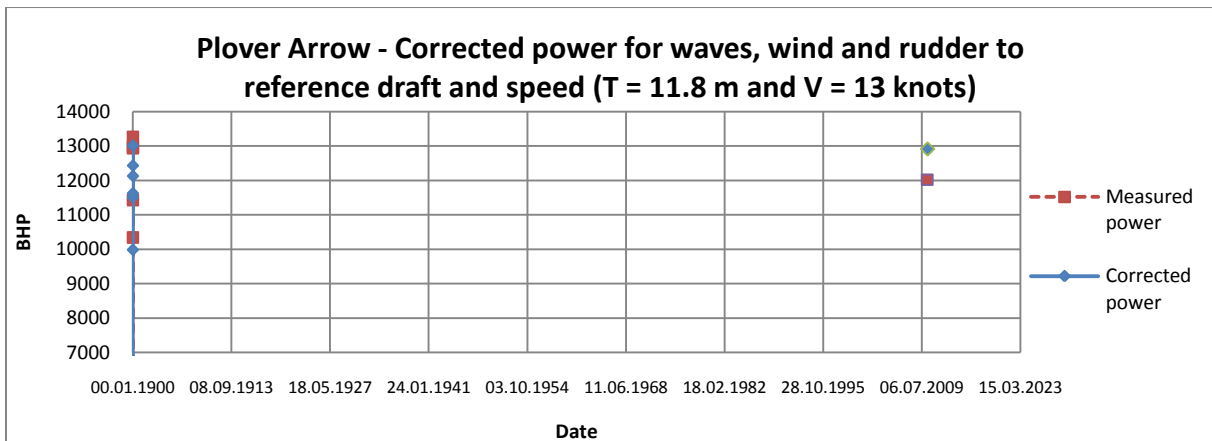 Plover Arrow - Corrected power for waves, wind and rudder to
reference draft and speed (T = 11.8 m and V = 13 knots)
14000
13000
12000
11000
10000
9000
8000
7000
BHP
00.01.1900 08.09.1913 18.05.1927 24.01.1941 03.10.1954 11.06.1968 18.02.1982 28.10.1995 06.07.2009 15.03.2023
Date
Measured
power
Corrected
power